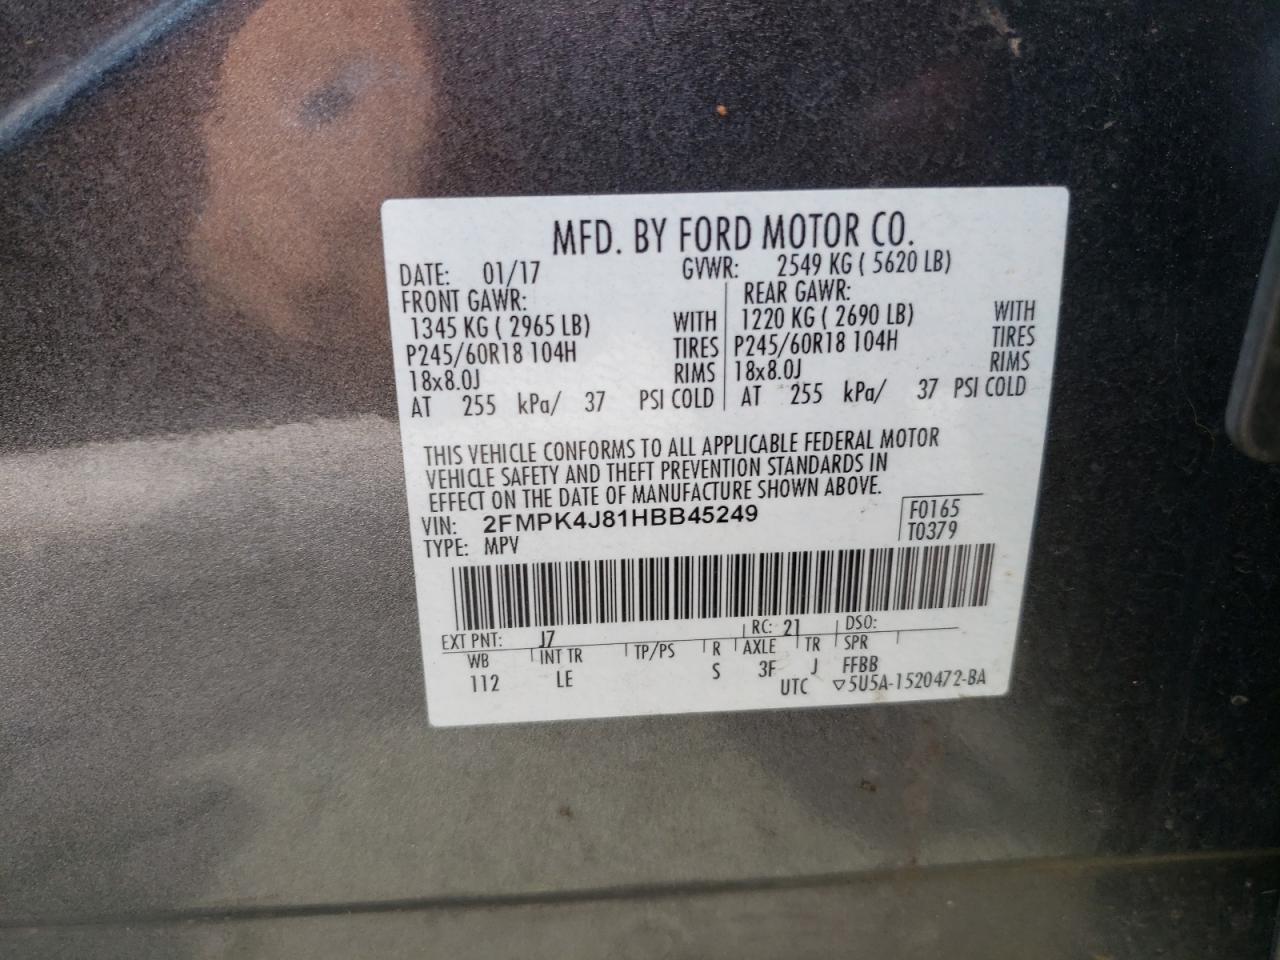 MFD. BY FORD MOTOR CO.
DATE: 01/17 GVWR: 2549 KG ( 5620 LB)
FRONT GAWR: REAR GAWR:
1345 KG ( 2965 LB) WITH 1220 KG ( 2690 LB) WITH
P245/60R18 104H TIRES P245/60R18 104H TIRES
18x8.0J RIMS 18x8.0J RIMS
AT 255 kPa/ 37 PSI COLD AT 255 kPa/ 37 PSI COLD
THIS VEHICLE CONFORMS TO ALL APPLICABLE FEDERAL MOTOR
VEHICLE SAFETY AND THEFT PREVENTION STANDARDS IN
EFFECT ON THE DATE OF MANUFACTURE SHOWN ABOVE.
VIN: 2FMPK4J81HBB45249 F0165
TYPE: MPV T0379
EXT PNT: J7 RC: 21 DSO:
WB INT TR TP/PS R AXLE TR SPR
112 LE S 3F J FFBB
UTC ▽5U5A-1520472-BA